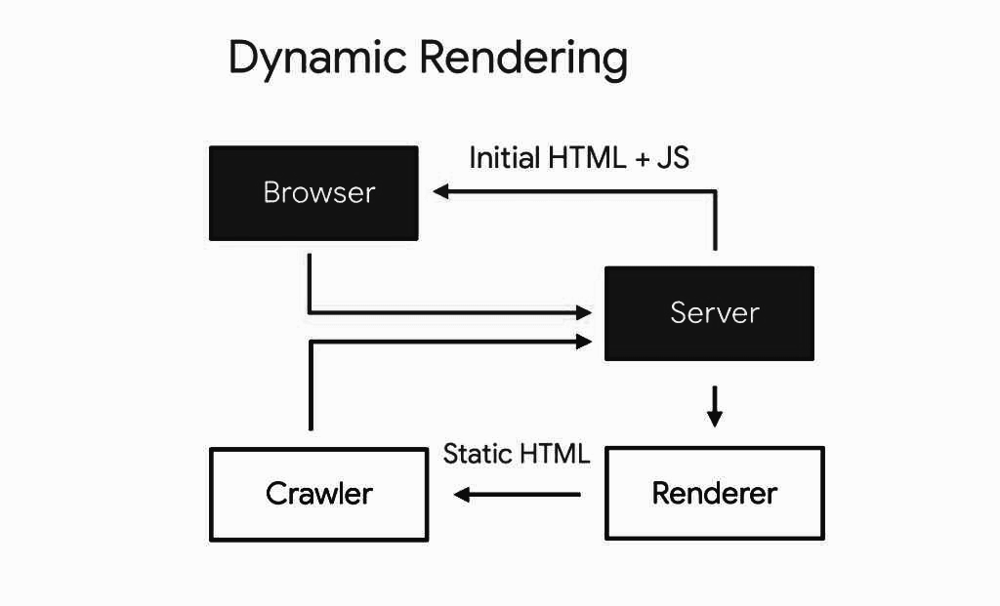 Dynamic Rendering
Initial HTML + JS
Browser
Server
Static HTML
Crawler
Renderer